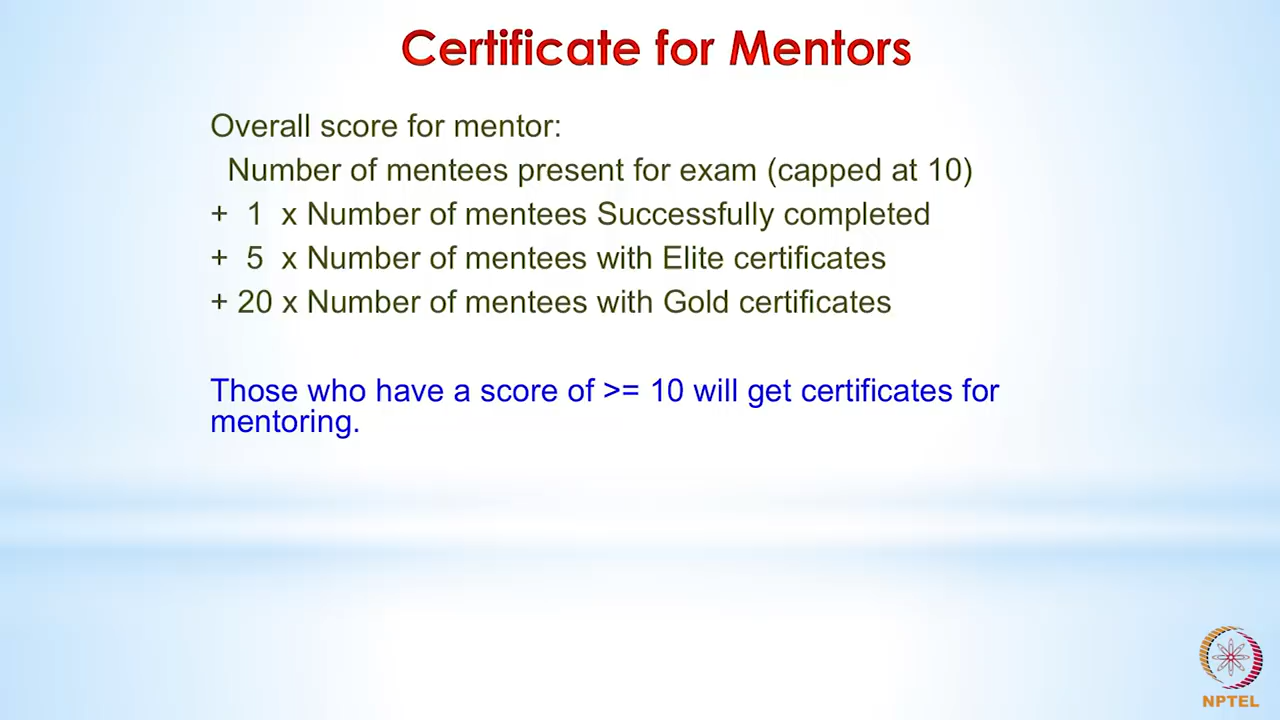 Certificate for Mentors
Overall score for mentor:
Number of mentees present for exam (capped at 10)
+ 1 x Number of mentees Successfully completed
+ 5 x Number of mentees with Elite certificates
+ 20 x Number of mentees with Gold certificates
Those who have a score of >= 10 will get certificates for
mentoring.
NPTEL